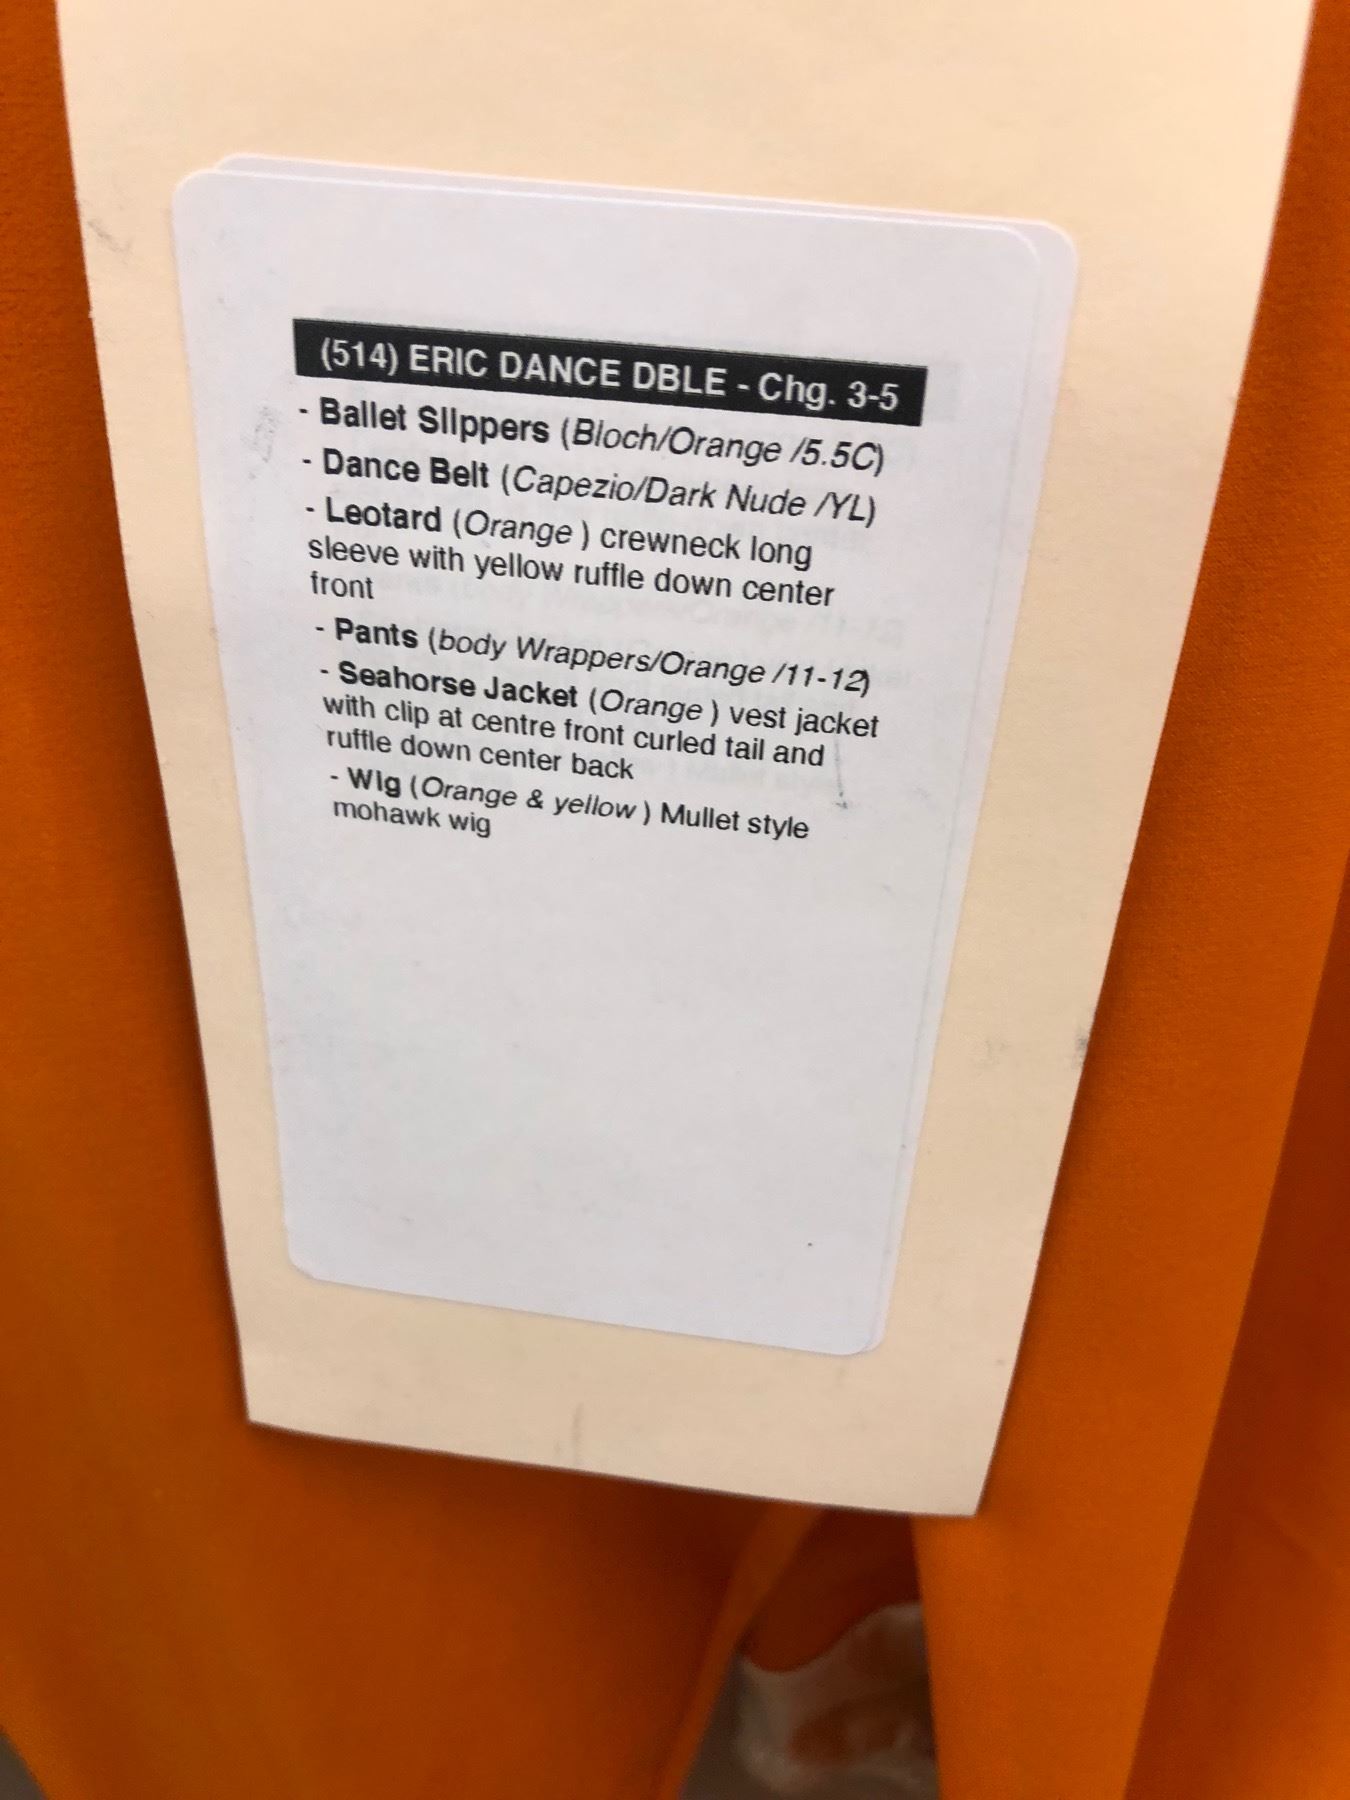 (514) ERIC DANCE DBLE - Chg. 3-5
- Ballet Slippers (Bloch/Orange /5.5C)
- Dance Belt (Capezio/Dark Nude /YL)
- Leotard (Orange ) crewneck long
sleeve with yellow ruffle down center
front
- Pants (body Wrappers/Orange /11-12)
- Seahorse Jacket (Orange ) vest jacket
with clip at centre front curled tail and
ruffle down center back
- Wig (Orange & yellow ) Mullet style
mohawk wig